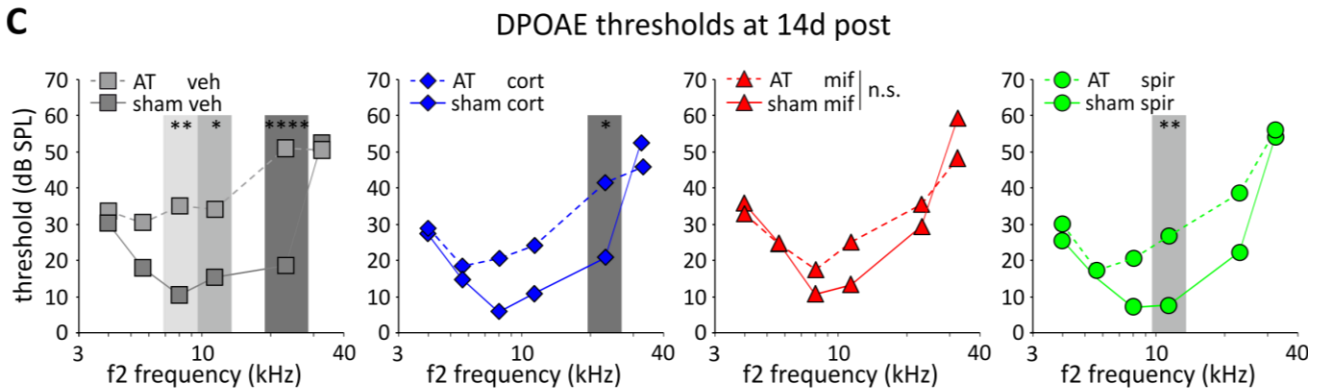 C
DPOAE thresholds at 14d post
threshold (dB SPL)
70
60
50
40
30
20
10
0
AT veh
sham veh
** * ****
3 10 40
f2 frequency (kHz)
70
60
50
40
30
20
10
0
AT cort
sham cort
*
3 10 40
f2 frequency (kHz)
70
60
50
40
30
20
10
0
AT mif
sham mif
n.s.
3 10 40
f2 frequency (kHz)
70
60
50
40
30
20
10
0
AT spir
sham spir
**
3 10 40
f2 frequency (kHz)